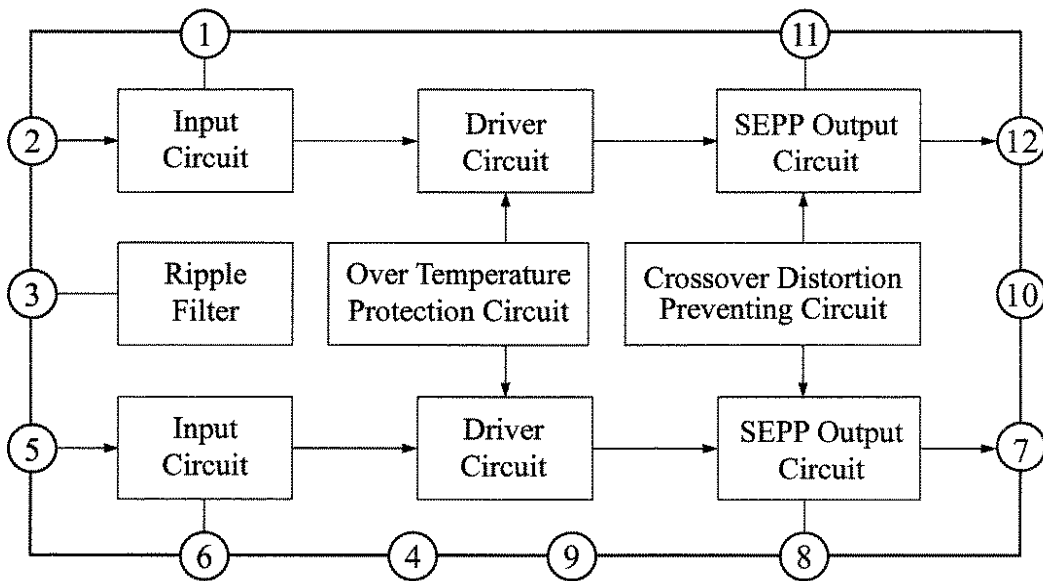 1
11
2
Input
Circuit
Driver
Circuit
SEPP Output
Circuit
12
3
Ripple
Filter
Over Temperature
Protection Circuit
Crossover Distortion
Preventing Circuit
10
5
Input
Circuit
Driver
Circuit
SEPP Output
Circuit
7
6
4
9
8